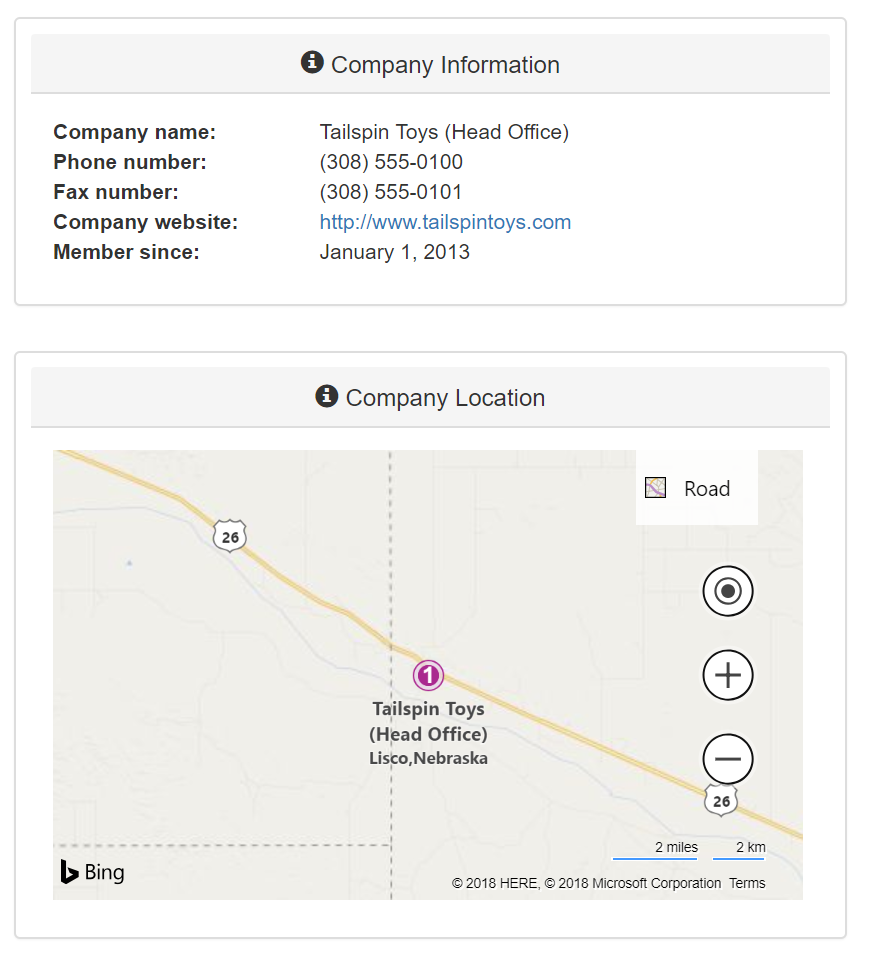 Company Information
Company name: Tailspin Toys (Head Office)
Phone number: (308) 555-0100
Fax number: (308) 555-0101
Company website: http://www.tailspintoys.com
Member since: January 1, 2013
Company Location
Road
26
1
Tailspin Toys
(Head Office)
Lisco,Nebraska
26
2 miles 2 km
Bing
© 2018 HERE, © 2018 Microsoft Corporation Terms